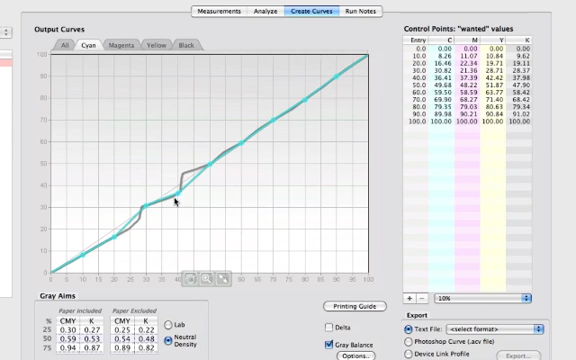 Measurements Analyze Create Curves Run Notes
Output Curves
All Cyan Magenta Yellow Black
100
90
80
70
60
50
40
30
20
10
0
0 10 20 30 40 50 60 70 80 90 100
Control Points: "wanted" values
Entry C M Y K
0.0 0.00 0.00 0.00 0.00
10.0 8.26 11.07 10.84 9.62
20.0 16.46 22.34 19.71 19.11
30.0 30.82 21.36 28.71 28.37
40.0 36.41 37.39 42.42 37.98
50.0 49.68 48.22 51.87 47.90
60.0 59.50 58.59 63.77 58.42
70.0 69.90 68.27 71.40 68.42
80.0 79.35 79.03 80.63 79.34
90.0 89.98 90.21 90.84 91.02
100.0 100.00 100.00 100.00 100.00
+ − -10%
Gray Aims
Paper Included Paper Excluded
% CMY K CMY K
25 0.30 0.27 0.25 0.22
50 0.59 0.53 0.54 0.48
75 0.94 0.87 0.89 0.82
Lab
Neutral Density
Printing Guide
Delta
Gray Balance
Options...
Export
Text File: <select format>
Photoshop Curve (.acv file)
Device Link Profile
Export...